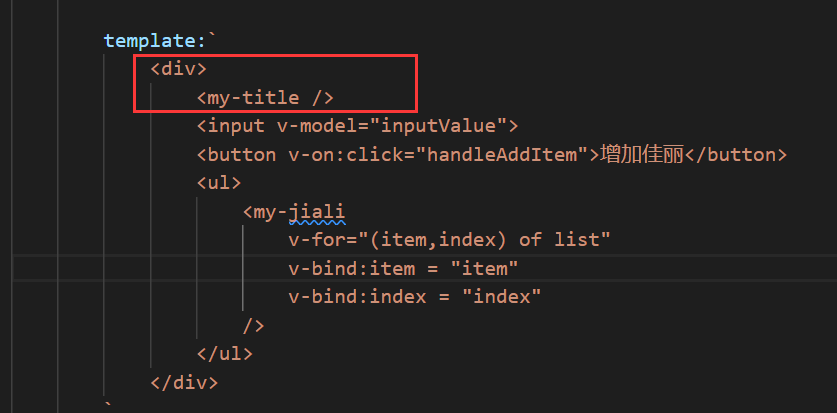 template:`
<div>
<my-title />
<input v-model="inputValue">
<button v-on:click="handleAddItem">增加佳丽</button>
<ul>
<my-jiali
v-for="(item,index) of list"
v-bind:item = "item"
v-bind:index = "index"
/>
</ul>
</div>
`